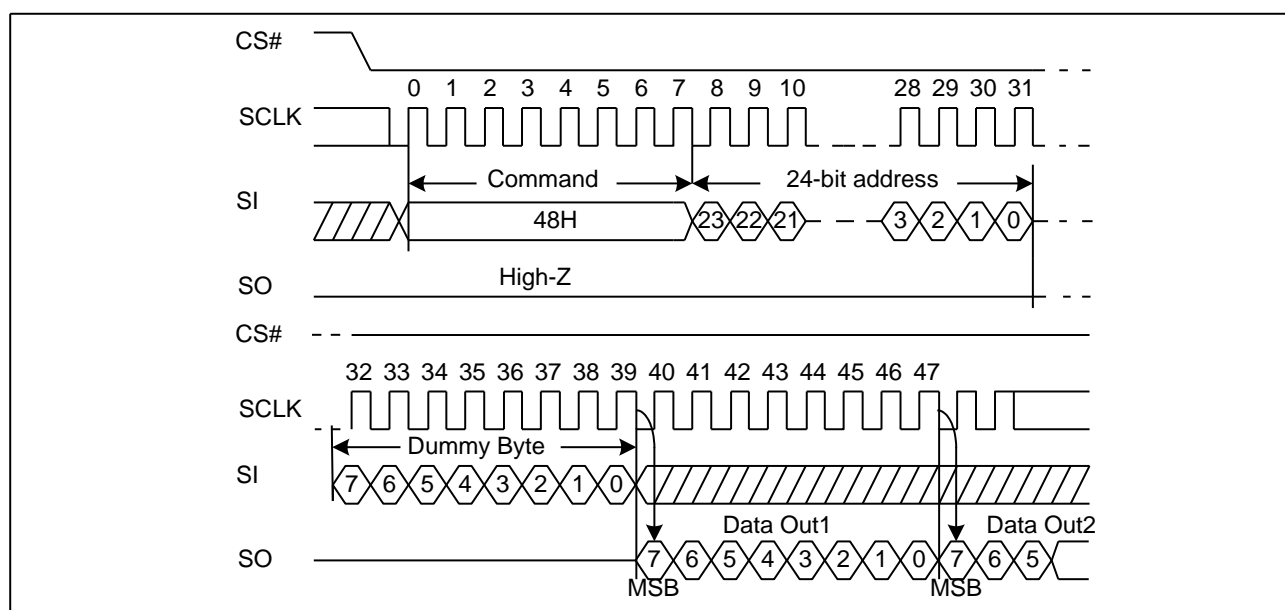 CS#
0 1 2 3 4 5 6 7 8 9 10 28 29 30 31
SCLK
Command 24-bit address
SI
48H 23 22 21 3 2 1 0
High-Z
SO
CS#
32 33 34 35 36 37 38 39 40 41 42 43 44 45 46 47
SCLK
Dummy Byte
SI
7 6 5 4 3 2 1 0
Data Out1 Data Out2
SO
7 6 5 4 3 2 1 0 7 6 5
MSB MSB